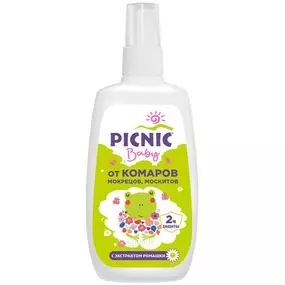 PICNIC
Baby
ОТ КОМАРОВ
МОКРЕЦОВ, МОСКИТОВ
2ч
ЗАЩИТЫ
С ЭКСТРАКТОМ РОМАШКИ